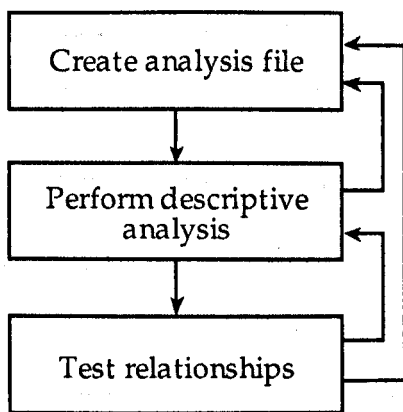 Create analysis file
Perform descriptive
analysis
Test relationships